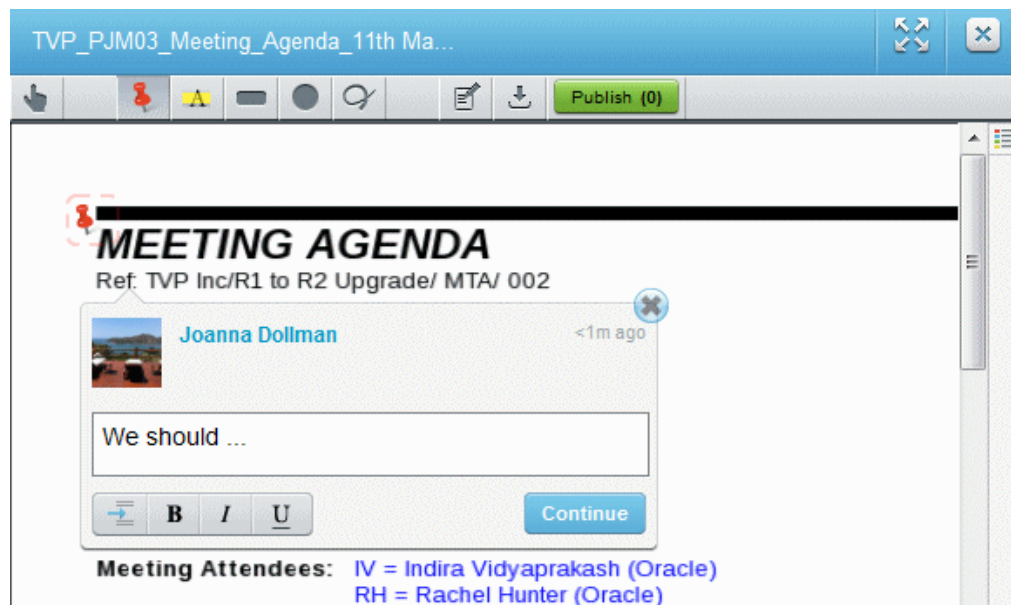 TVP_PJM03_Meeting_Agenda_11th Ma...
A
Publish (0)
MEETING AGENDA
Ref: TVP Inc/R1 to R2 Upgrade/ MTA/ 002
Joanna Dollman
<1m ago
We should ...
B I U
Continue
Meeting Attendees: IV = Indira Vidyaprakash (Oracle)
RH = Rachel Hunter (Oracle)